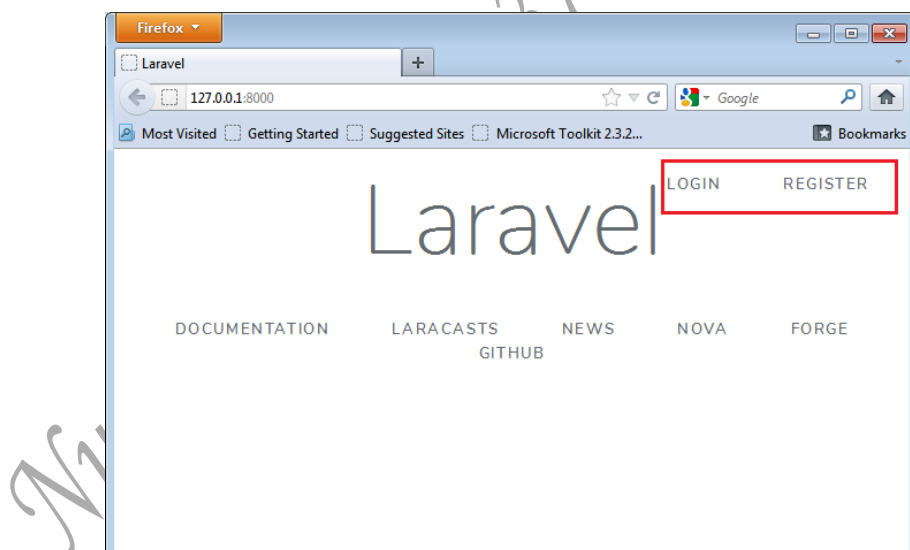 Firefox
Laravel
127.0.0.1:8000
Google
Most Visited Getting Started Suggested Sites Microsoft Toolkit 2.3.2... Bookmarks
LOGIN REGISTER
Laravel
DOCUMENTATION LARACASTS NEWS NOVA FORGE
GITHUB